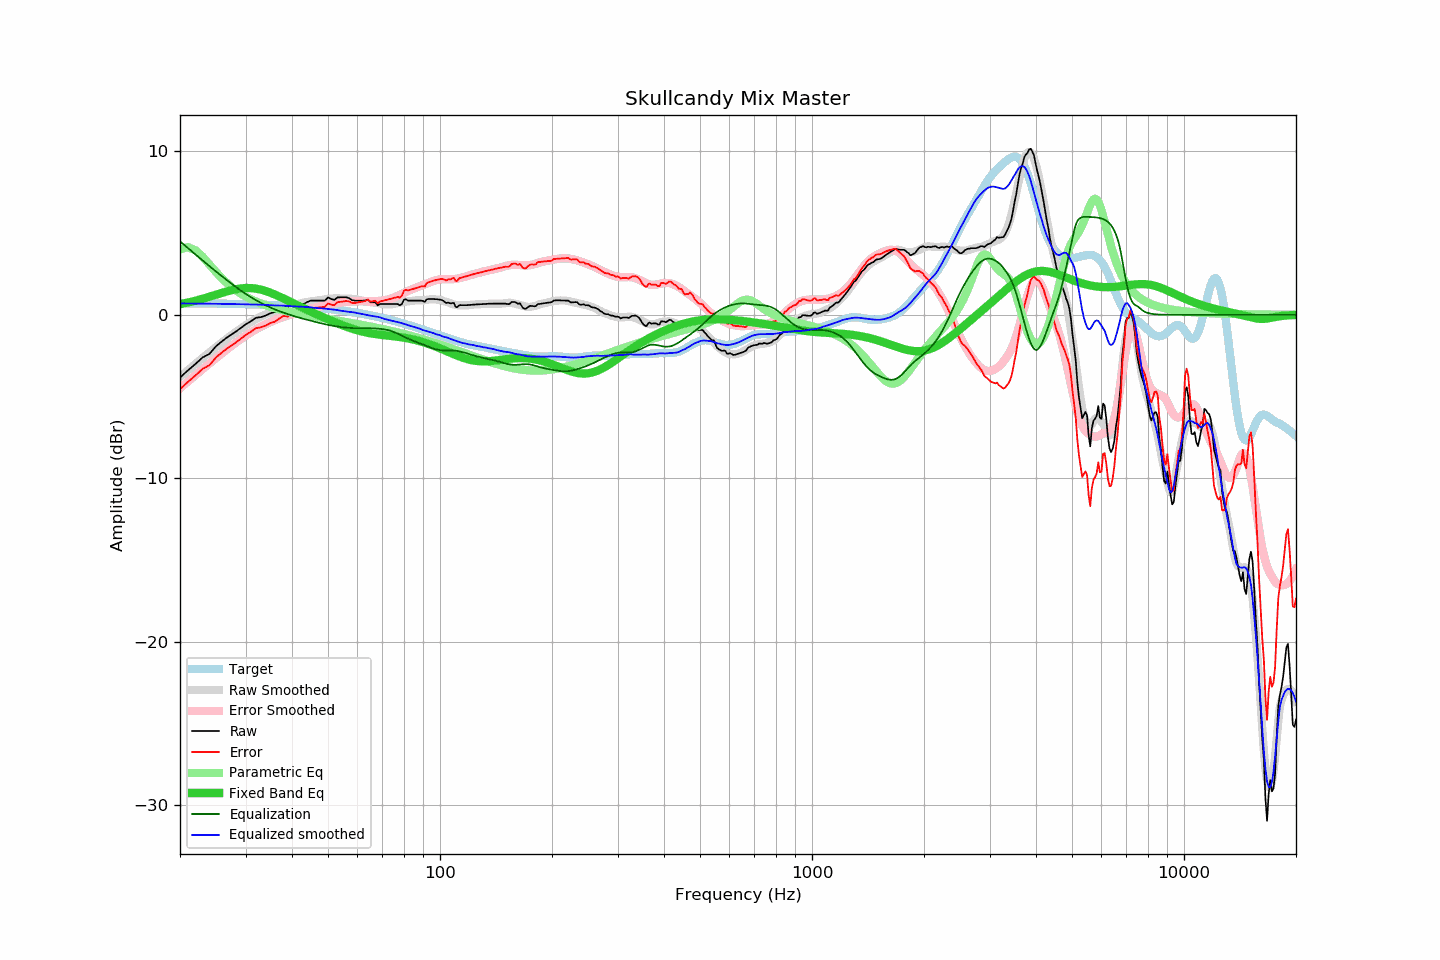 Skullcandy Mix Master
10
0
−10
−20
−30
Amplitude (dBr)
Target
Raw Smoothed
Error Smoothed
Raw
Error
Parametric Eq
Fixed Band Eq
Equalization
Equalized smoothed
100
1000
10000
Frequency (Hz)